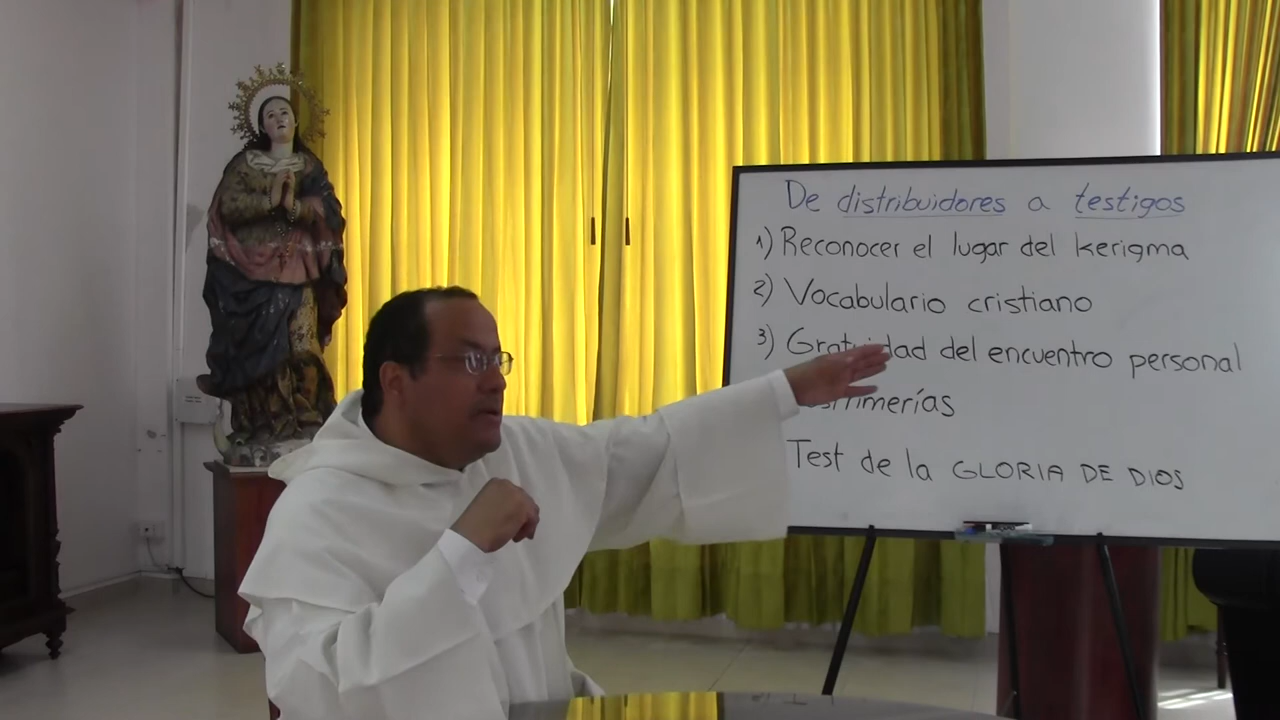 De distribuidores a testigos
1) Reconocer el lugar del kerigma
2) Vocabulario cristiano
3) Gratuidad del encuentro personal
Test de la GLORIA DE DIOS